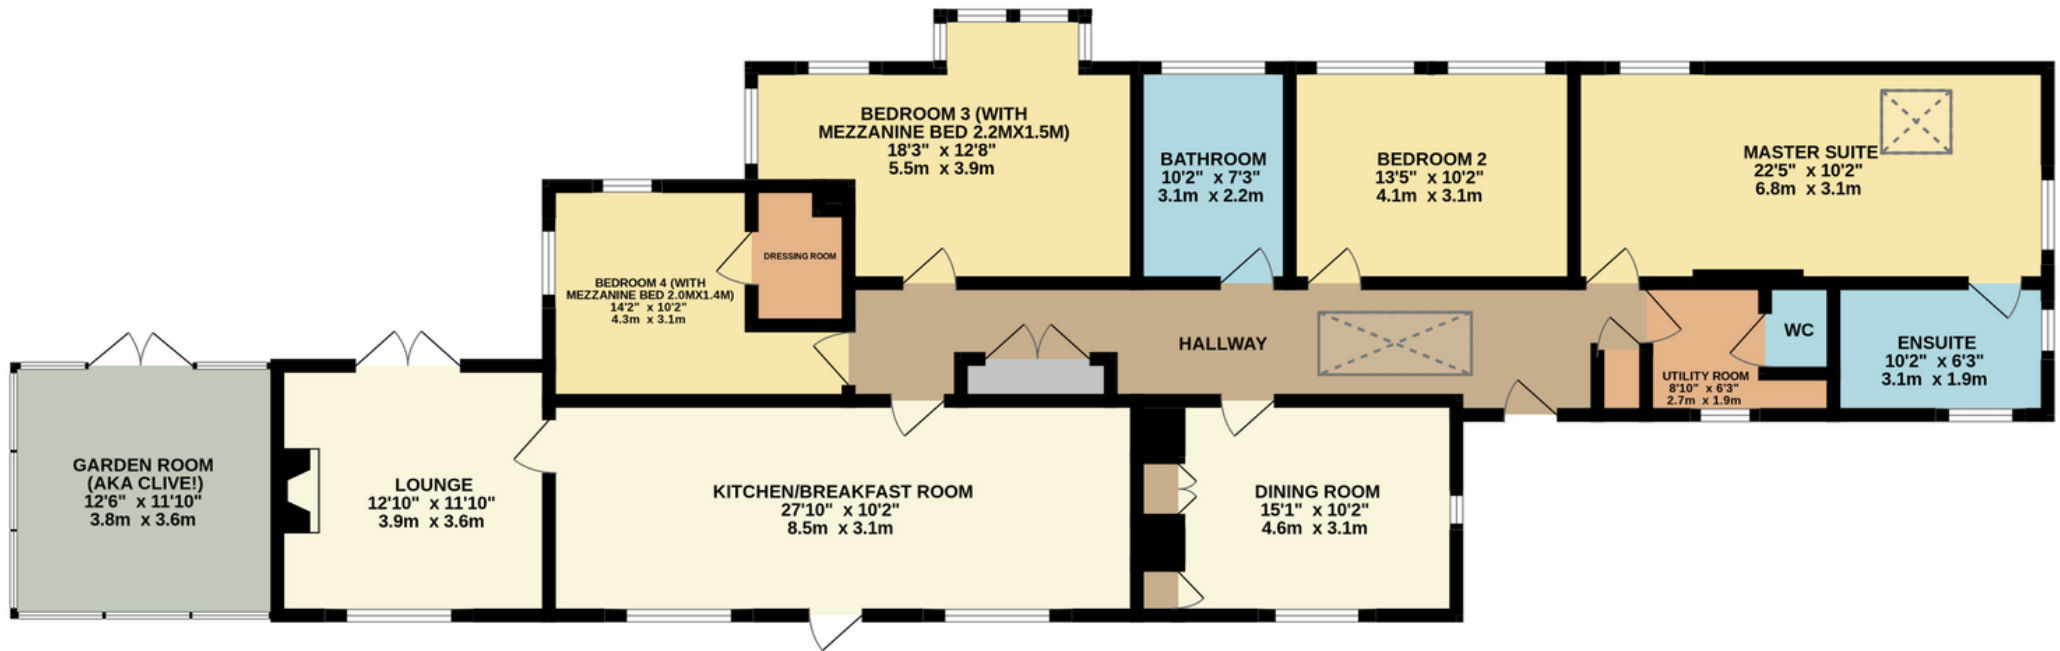 BEDROOM 3 (WITH
MEZZANINE BED 2.2MX1.5M)
18'3" x 12'8"
5.5m x 3.9m
BATHROOM
10'2" x 7'3"
3.1m x 2.2m
BEDROOM 2
13'5" x 10'2"
4.1m x 3.1m
MASTER SUITE
22'5" x 10'2"
6.8m x 3.1m
DRESSING ROOM
BEDROOM 4 (WITH
MEZZANINE BED 2.0MX1.4M)
14'2" x 10'2"
4.3m x 3.1m
HALLWAY
WC
ENSUITE
10'2" x 6'3"
3.1m x 1.9m
UTILITY ROOM
8'10" x 6'3"
2.7m x 1.9m
GARDEN ROOM
(AKA CLIVE!)
12'6" x 11'10"
3.8m x 3.6m
LOUNGE
12'10" x 11'10"
3.9m x 3.6m
KITCHEN/BREAKFAST ROOM
27'10" x 10'2"
8.5m x 3.1m
DINING ROOM
15'1" x 10'2"
4.6m x 3.1m